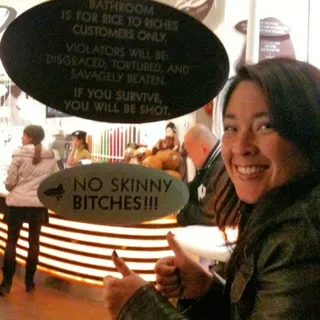 BATHROOM
IS FOR RICE TO RICHES
CUSTOMERS ONLY.
VIOLATORS WILL BE
DISGRACED, TORTURED, AND
SAVAGELY BEATEN.
IF YOU SURVIVE,
YOU WILL BE SHOT.
NO SKINNY
BITCHES!!!